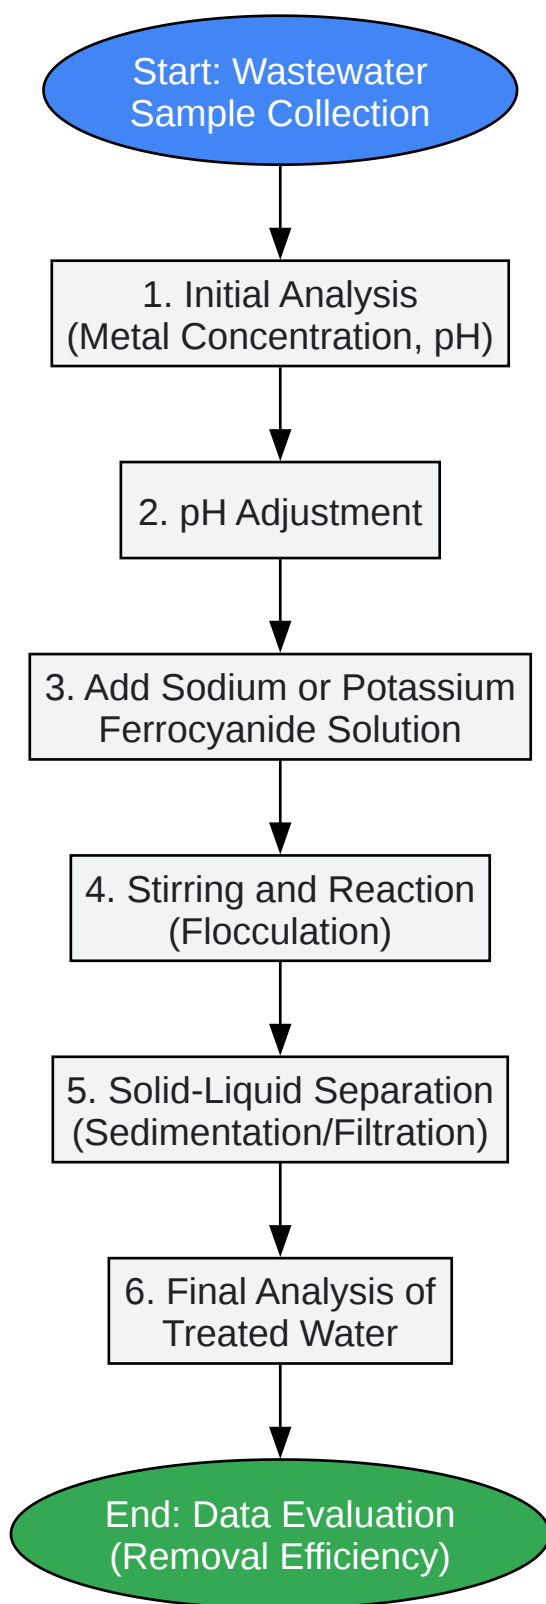 Start: Wastewater
Sample Collection
1. Initial Analysis
(Metal Concentration, pH)
2. pH Adjustment
3. Add Sodium or Potassium
Ferrocyanide Solution
4. Stirring and Reaction
(Flocculation)
5. Solid-Liquid Separation
(Sedimentation/Filtration)
6. Final Analysis of
Treated Water
End: Data Evaluation
(Removal Efficiency)